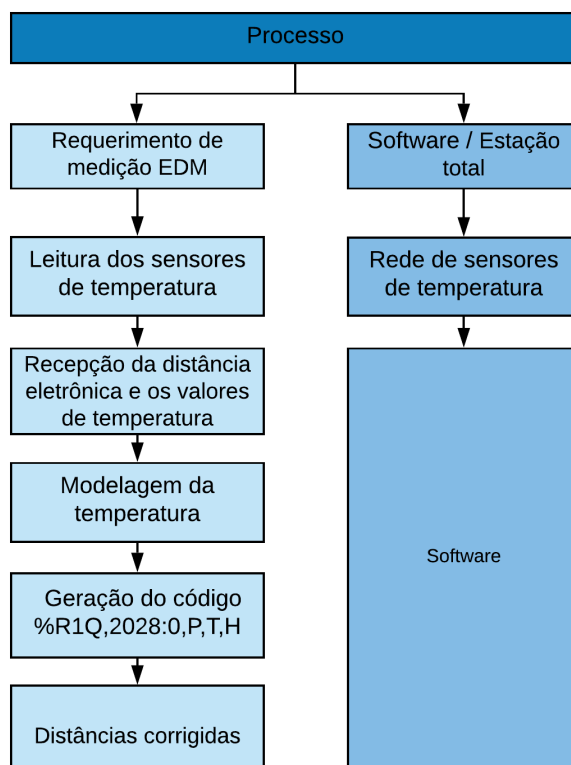 Processo
Requerimento de
medição EDM
Software / Estação
total
Leitura dos sensores
de temperatura
Rede de sensores
de temperatura
Recepção da distância
eletrônica e os valores
de temperatura
Modelagem da
temperatura
Software
Geração do código
%R1Q,2028:0,P,T,H
Distâncias corrigidas